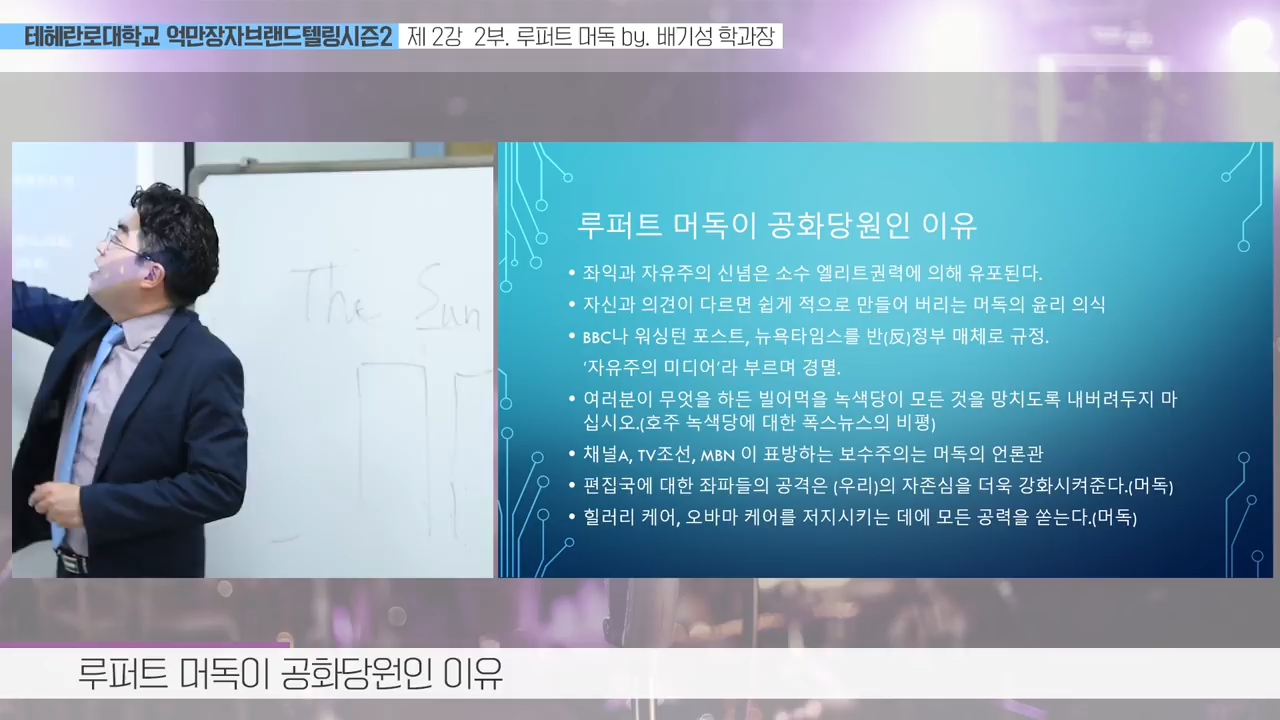 테헤란로대학교 억만장자브랜드텔링시즌2 제 2강 2부. 루퍼트 머독 by. 배기성 학과장
The Sun
루퍼트 머독이 공화당원인 이유
• 좌익과 자유주의 신념은 소수 엘리트권력에 의해 유포된다.
• 자신과 의견이 다르면 쉽게 적으로 만들어 버리는 머독의 윤리 의식
• BBC나 워싱턴 포스트, 뉴욕타임스를 반(反)정부 매체로 규정.
'자유주의 미디어'라 부르며 경멸.
• 여러분이 무엇을 하든 빌어먹을 녹색당이 모든 것을 망치도록 내버려두지 마
십시오.(호주 녹색당에 대한 폭스뉴스의 비평)
• 채널A, TV조선, MBN 이 표방하는 보수주의는 머독의 언론관
• 편집국에 대한 좌파들의 공격은 (우리)의 자존심을 더욱 강화시켜준다.(머독)
• 힐러리 케어, 오바마 케어를 저지시키는 데에 모든 공력을 쏟는다.(머독)
루퍼트 머독이 공화당원인 이유